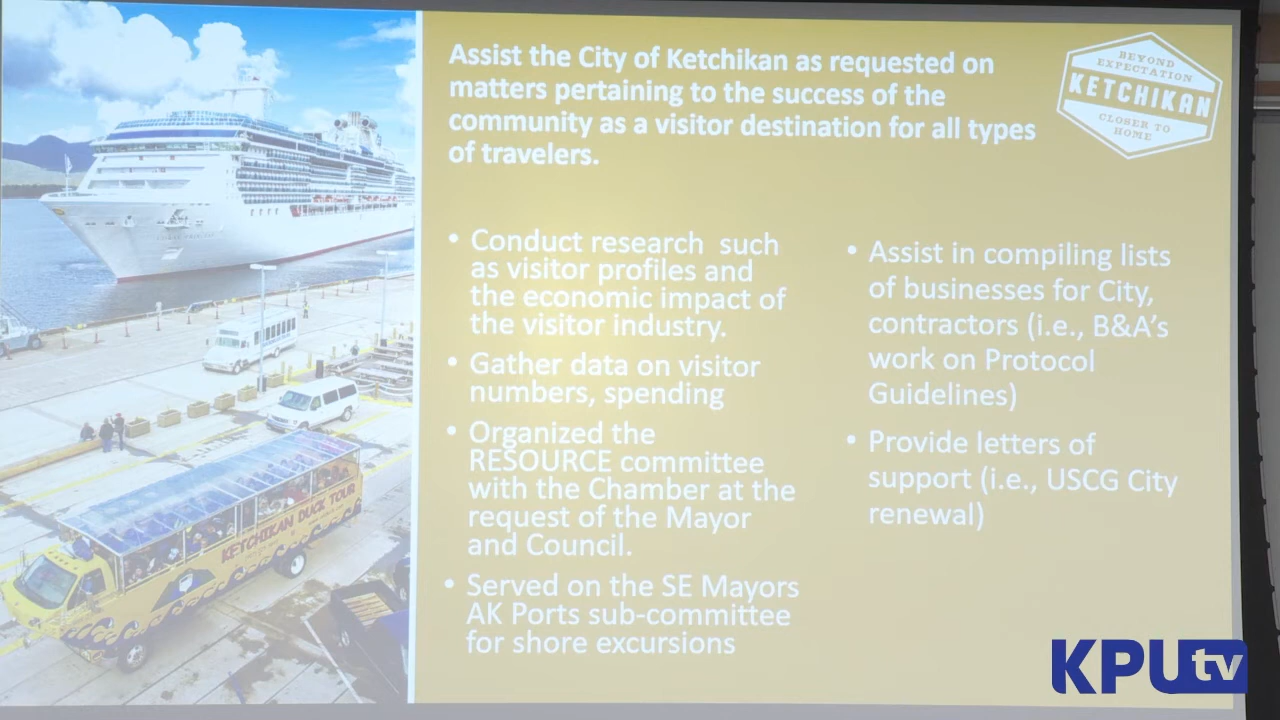 Assist the City of Ketchikan as requested on
matters pertaining to the success of the
community as a visitor destination for all types
of travelers.
BEYOND
EXPECTATION
KETCHIKAN
CLOSER TO
HOME
• Conduct research such
as visitor profiles and
the economic impact of
the visitor industry.
• Gather data on visitor
numbers, spending
• Organized the
RESOURCE committee
with the Chamber at the
request of the Mayor
and Council.
• Served on the SE Mayors
AK Ports sub-committee
for shore excursions
• Assist in compiling lists
of businesses for City,
contractors (i.e., B&A's
work on Protocol
Guidelines)
• Provide letters of
support (i.e., USCG City
renewal)
KETCHIKAN DUCK TOUR
KPUtv